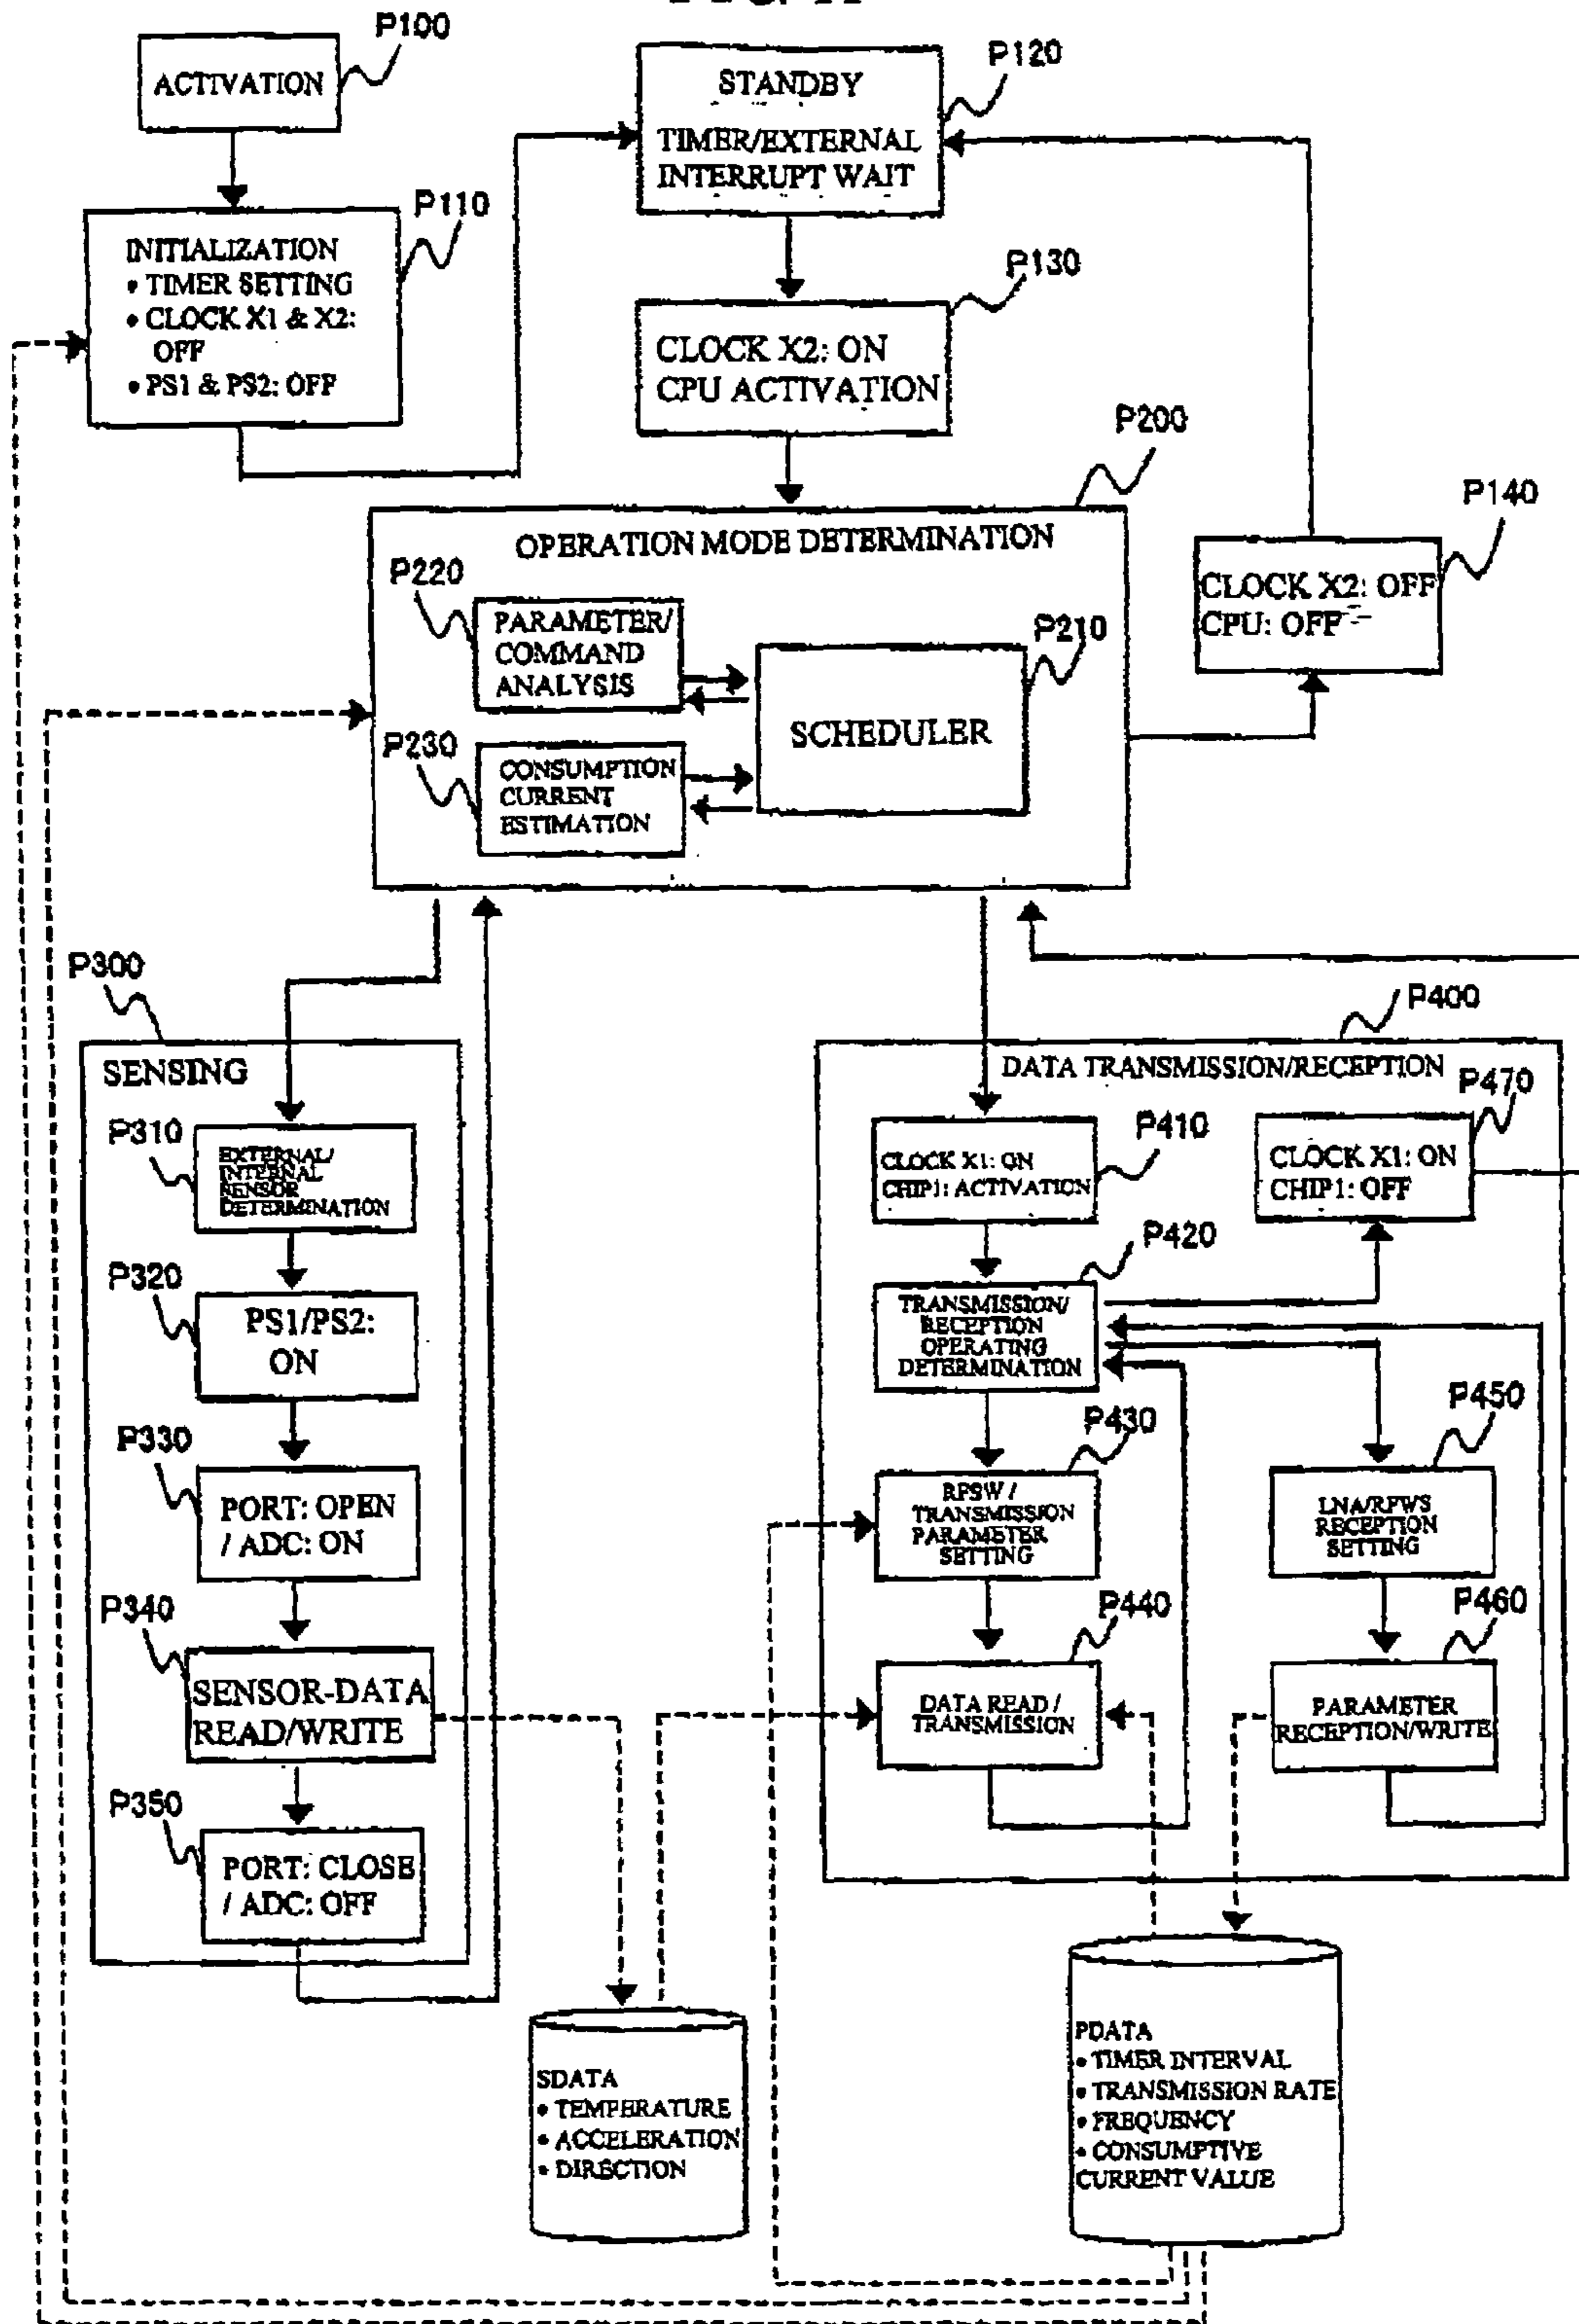 P100
ACTIVATION
P110
INITIALIZATION
• TIMER SETTING
• CLOCK X1 & X2:
OFF
• PS1 & PS2: OFF
P120
STANDBY
TIMER/EXTERNAL
INTERRUPT WAIT
P130
CLOCK X2: ON
CPU ACTIVATION
P200
OPERATION MODE DETERMINATION
P220
PARAMETER/
COMMAND
ANALYSIS
P210
SCHEDULER
P230
CONSUMPTION
CURRENT
ESTIMATION
P140
CLOCK X2: OFF
CPU: OFF
P300
SENSING
P310
EXTERNAL/
INTERNAL
SENSOR
DETERMINATION
P320
PS1/PS2:
ON
P330
PORT: OPEN
/ ADC: ON
P340
SENSOR-DATA
READ/WRITE
P350
PORT: CLOSE
/ ADC: OFF
P400
DATA TRANSMISSION/RECEPTION
P410
CLOCK X1: ON
CHIP1: ACTIVATION
P470
CLOCK X1: ON
CHIP1: OFF
P420
TRANSMISSION/
RECEPTION
OPERATING
DETERMINATION
P430
RFSW /
TRANSMISSION
PARAMETER
SETTING
P450
LNA/RFWS
RECEPTION
SETTING
P440
DATA READ /
TRANSMISSION
P460
PARAMETER
RECEPTION/WRITE
SDATA
• TEMPERATURE
• ACCELERATION
• DIRECTION
PDATA
• TIMER INTERVAL
• TRANSMISSION RATE
• FREQUENCY
• CONSUMPTIVE
CURRENT VALUE